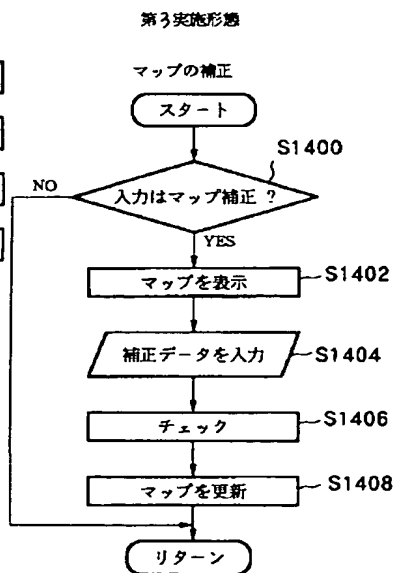 第3実施形態
マップの補正
スタート
S1400
入力はマップ補正 ?
NO
YES
マップを表示
S1402
補正データを入力
S1404
チェック
S1406
マップを更新
S1408
リターン